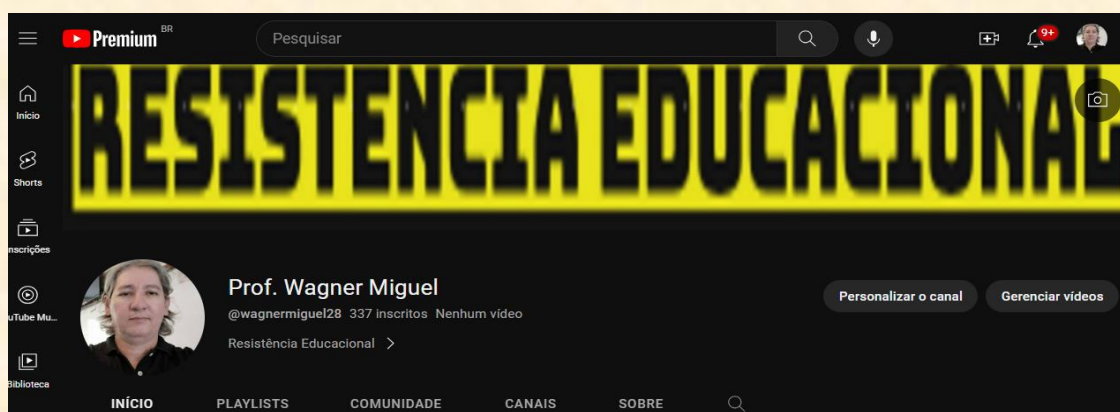 Premium BR
Pesquisar
9+
RESISTENCIA EDUCACIONAL
Início
Shorts
nscrições
uTube Mu...
Biblioteca
Prof. Wagner Miguel
@wagnermiguel28 337 inscritos Nenhum vídeo
Resistência Educacional
Personalizar o canal
Gerenciar vídeos
INÍCIO PLAYLISTS COMUNIDADE CANAIS SOBRE